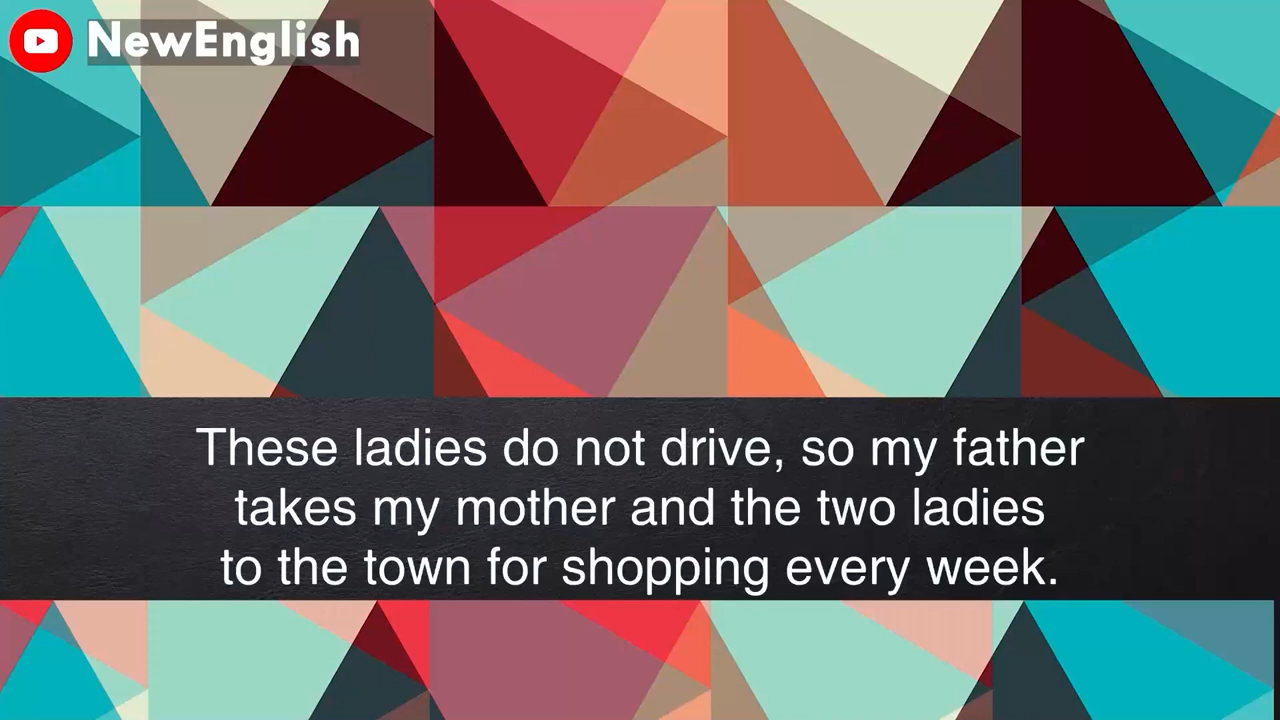 NewEnglish
These ladies do not drive, so my father
takes my mother and the two ladies
to the town for shopping every week.